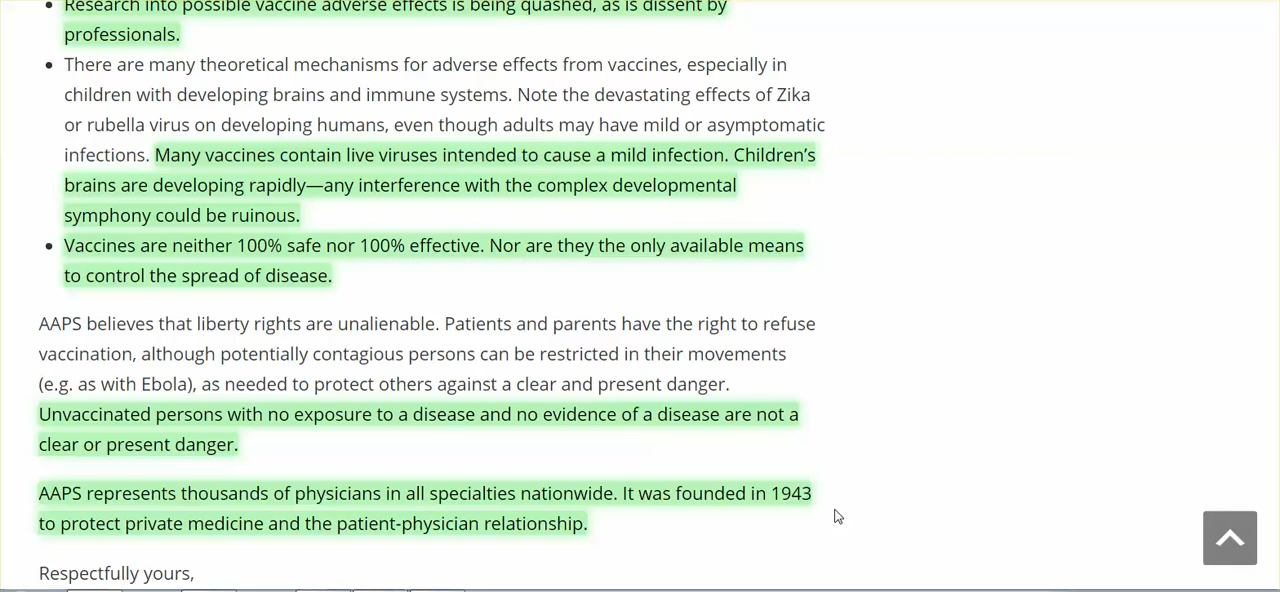 Research into possible vaccine adverse effects is being quashed, as is dissent by
professionals.
There are many theoretical mechanisms for adverse effects from vaccines, especially in
children with developing brains and immune systems. Note the devastating effects of Zika
or rubella virus on developing humans, even though adults may have mild or asymptomatic
infections. Many vaccines contain live viruses intended to cause a mild infection. Children’s
brains are developing rapidly—any interference with the complex developmental
symphony could be ruinous.
Vaccines are neither 100% safe nor 100% effective. Nor are they the only available means
to control the spread of disease.
AAPS believes that liberty rights are unalienable. Patients and parents have the right to refuse
vaccination, although potentially contagious persons can be restricted in their movements
(e.g. as with Ebola), as needed to protect others against a clear and present danger.
Unvaccinated persons with no exposure to a disease and no evidence of a disease are not a
clear or present danger.
AAPS represents thousands of physicians in all specialties nationwide. It was founded in 1943
to protect private medicine and the patient-physician relationship.
Respectfully yours,